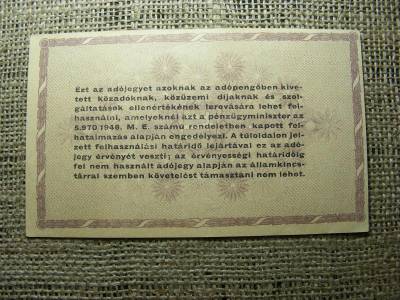 Ezt az adójegyet azoknak az adópengőben kive-
tett közadóknak, közüzemi díjaknak és szol-
gáltatások ellenértékének lerovására lehet fel-
használni, amelyeknél azt a pénzügyminiszter az
5.970/1946. M. E. számu rendeletben kapott fel-
hatalmazás alapján engedélyezi. A túloldalon jel-
zett felhasználási határidő lejártával ez az adó-
jegy érvényét veszti; az érvényességi határidőig
fel nem használt adójegy alapján az államkincs-
tárral szemben követelést támasztani nem lehet.